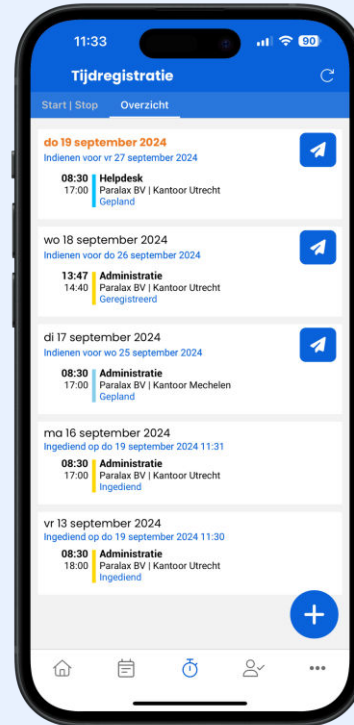 11:33
90
Tijdregistratie
Start | Stop Overzicht
do 19 september 2024
Indienen voor vr 27 september 2024
08:30 Helpdesk
17:00 Paralax BV | Kantoor Utrecht
Gepland
wo 18 september 2024
Indienen voor do 26 september 2024
13:47 Administratie
14:40 Paralax BV | Kantoor Utrecht
Geregistreerd
di 17 september 2024
Indienen voor wo 25 september 2024
08:30 Administratie
17:00 Paralax BV | Kantoor Mechelen
Gepland
ma 16 september 2024
Ingediend op do 19 september 2024 11:31
08:30 Administratie
17:00 Paralax BV | Kantoor Utrecht
Ingediend
vr 13 september 2024
Ingediend op do 19 september 2024 11:30
08:30 Administratie
18:00 Paralax BV | Kantoor Utrecht
Ingediend